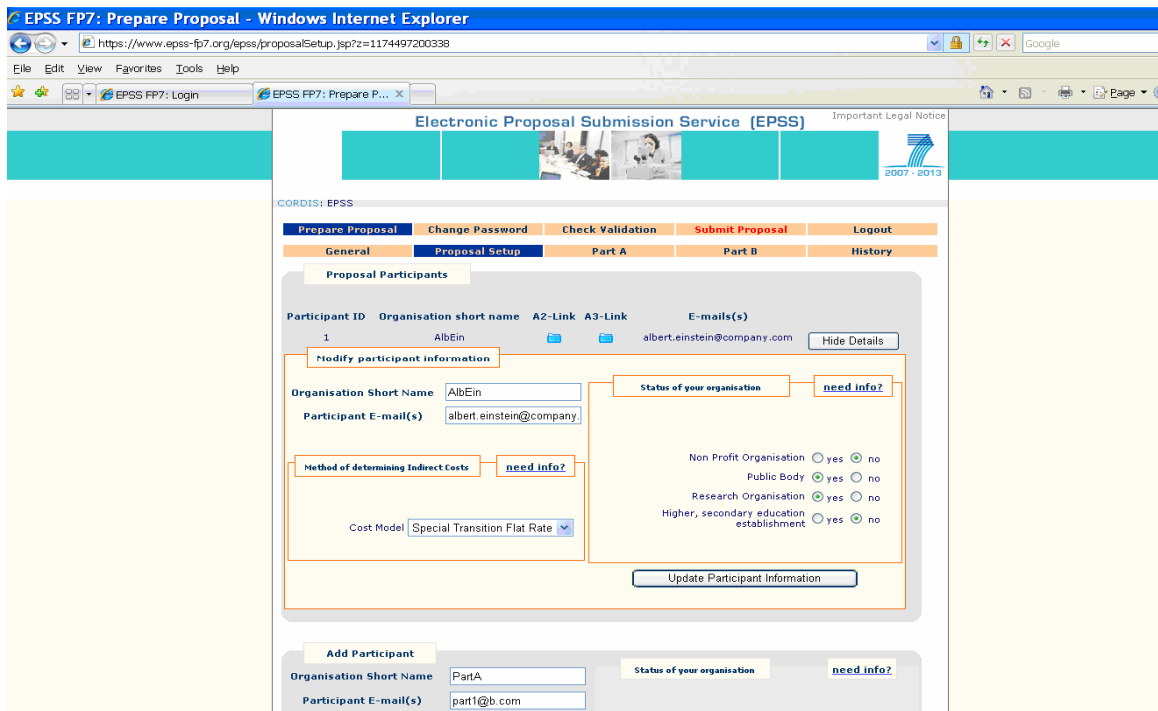 EPSS FP7: Prepare Proposal - Windows Internet Explorer
https://www.epss-fp7.org/epss/proposalSetup.jsp?z=1174497200338 Google
File Edit View Favorites Tools Help
EPSS FP7: Login EPSS FP7: Prepare P... X Page
Electronic Proposal Submission Service (EPSS) Important Legal Notice
2007 - 2013
CORDIS: EPSS
Prepare Proposal Change Password Check Validation Submit Proposal Logout
General Proposal Setup Part A Part B History
Proposal Participants
Participant ID Organisation short name A2-Link A3-Link E-mails(s)
1 AlbEin albert.einstein@company.com Hide Details
Modify participant information
Organisation Short Name AlbEin
Participant E-mail(s) albert.einstein@company.
Status of your organisation need info?
Method of determining Indirect Costs need info?
Cost Model Special Transition Flat Rate
Non Profit Organisation yes no
Public Body yes no
Research Organisation yes no
Higher, secondary education
establishment yes no
Update Participant Information
Add Participant
Organisation Short Name PartA
Participant E-mail(s) part1@b.com
Status of your organisation need info?